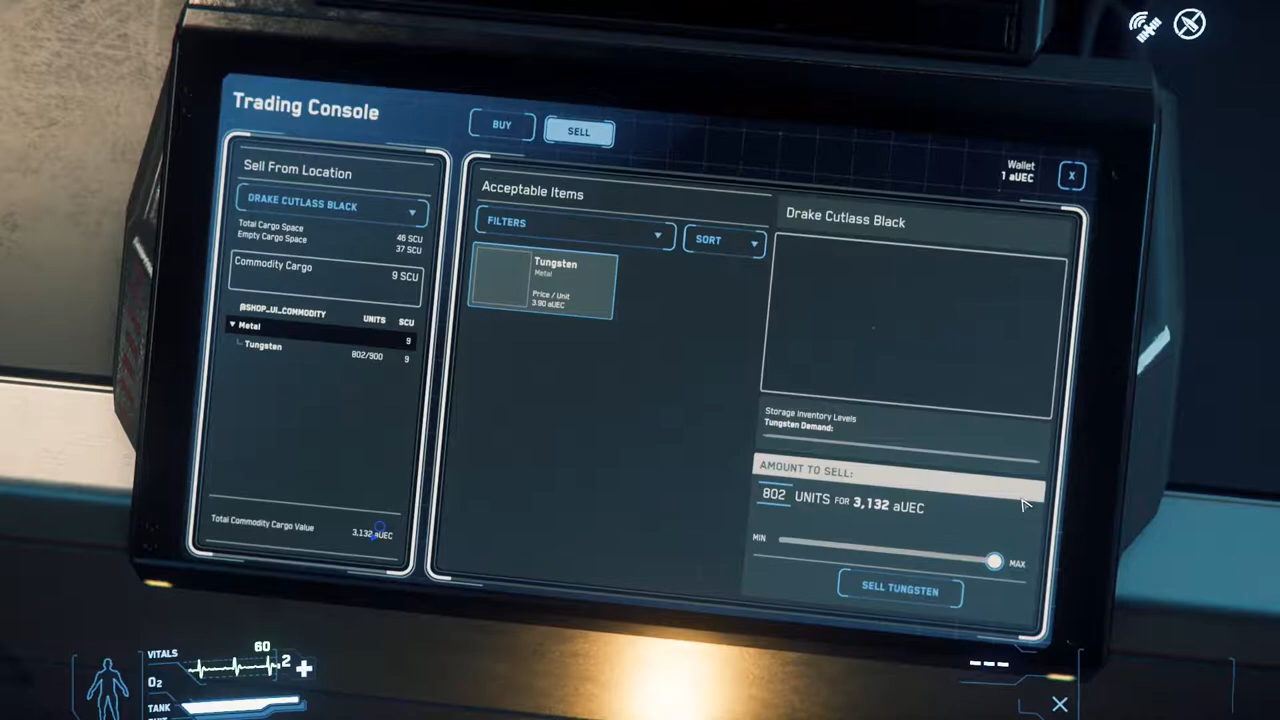 Trading Console
BUY
SELL
Wallet
1 aUEC
X
Sell From Location
DRAKE CUTLASS BLACK
Total Cargo Space 46 SCU
Empty Cargo Space 37 SCU
Commodity Cargo 9 SCU
@SHOP_UI_COMMODITY UNITS SCU
Metal 9
Tungsten 802/900 9
Total Commodity Cargo Value 3,132 aUEC
Acceptable Items
FILTERS
SORT
Tungsten
Metal
Price / Unit
3.90 aUEC
Drake Cutlass Black
Storage Inventory Levels
Tungsten Demand:
AMOUNT TO SELL:
802 UNITS FOR 3,132 aUEC
MIN
MAX
SELL TUNGSTEN
VITALS
60
O2
TANK